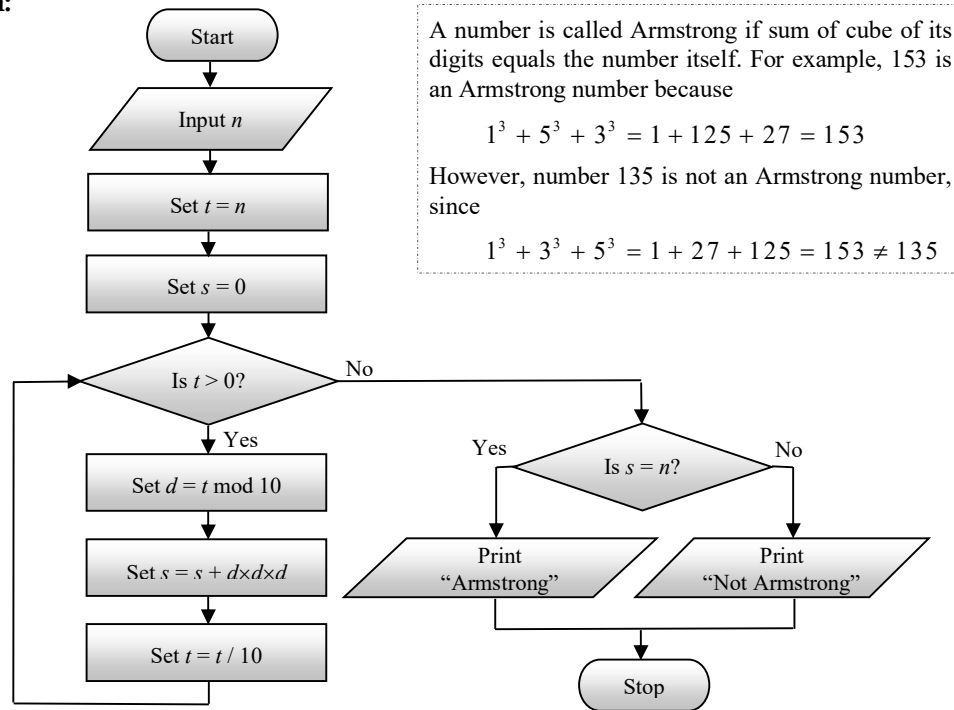 Start
A number is called Armstrong if sum of cube of its
digits equals the number itself. For example, 153 is
an Armstrong number because
1³ + 5³ + 3³ = 1 + 125 + 27 = 153
However, number 135 is not an Armstrong number,
since
1³ + 3³ + 5³ = 1 + 27 + 125 = 153 ≠ 135
Input n
Set t = n
Set s = 0
Is t > 0?
No
Yes
Set d = t mod 10
Set s = s + d×d×d
Set t = t / 10
Is s = n?
Yes
No
Print
“Armstrong”
Print
“Not Armstrong”
Stop